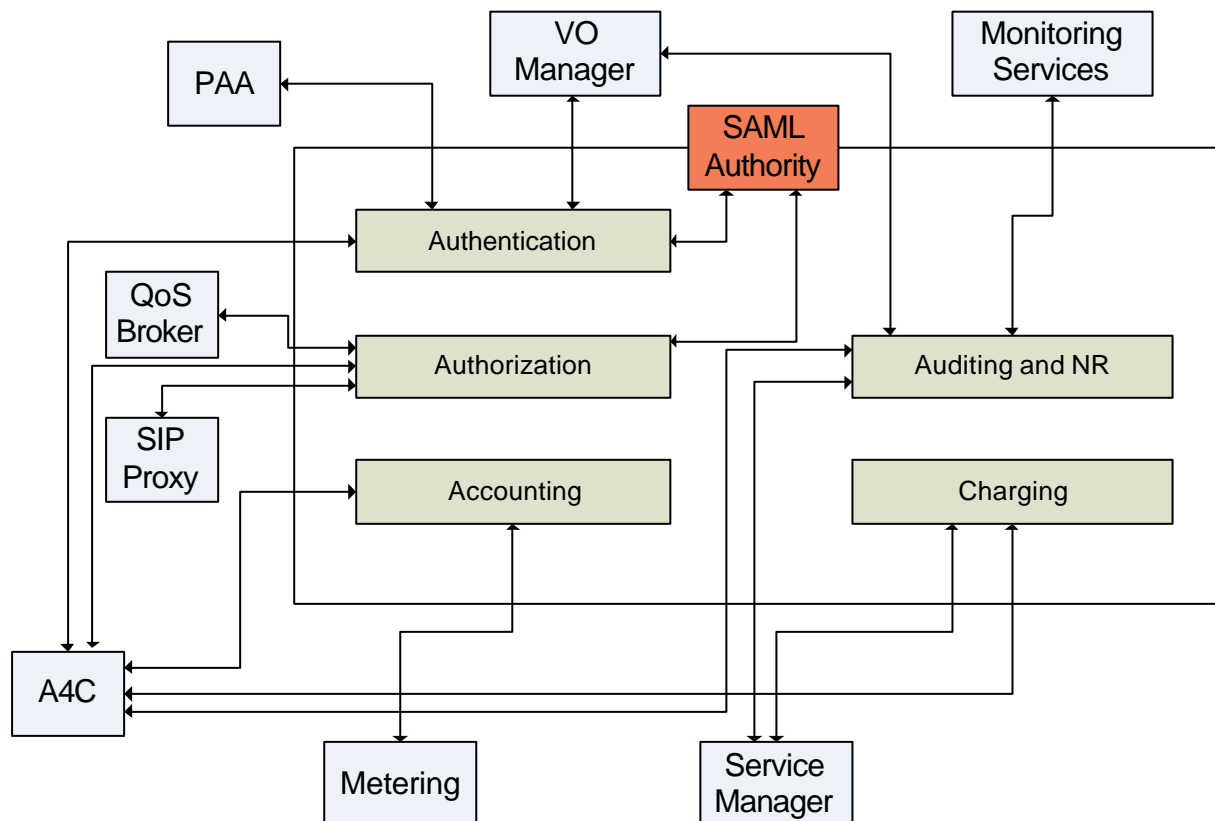 VO
Manager
Monitoring
Services
PAA
SAML
Authority
Authentication
QoS
Broker
Authorization
Auditing and NR
SIP
Proxy
Accounting
Charging
A4C
Metering
Service
Manager